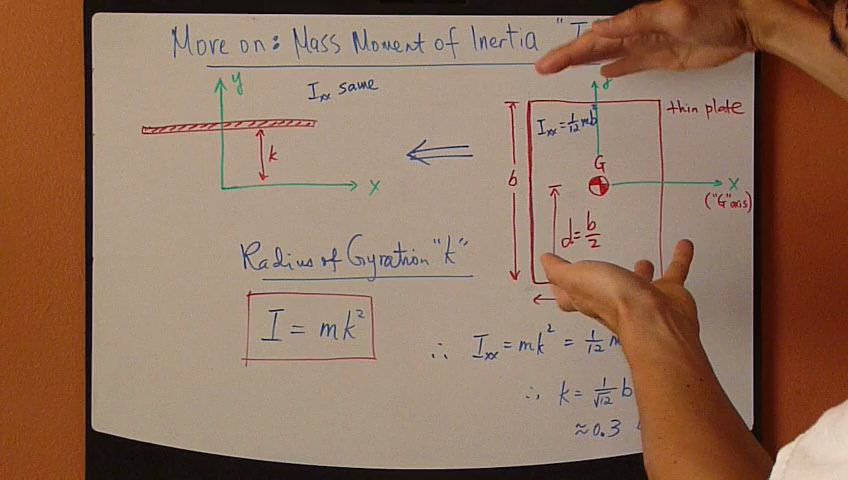 More on: Mass Moment of Inertia "I
y
Ixx same
k
x
thin plate
Ixx = 1/12 mb²
b
G
x
("G" axis)
d = b/2
Radius of Gyration "k"
I = mk²
∴ Ixx = mk² = 1/12 m
∴ k = 1/√12 b
≈ 0.3